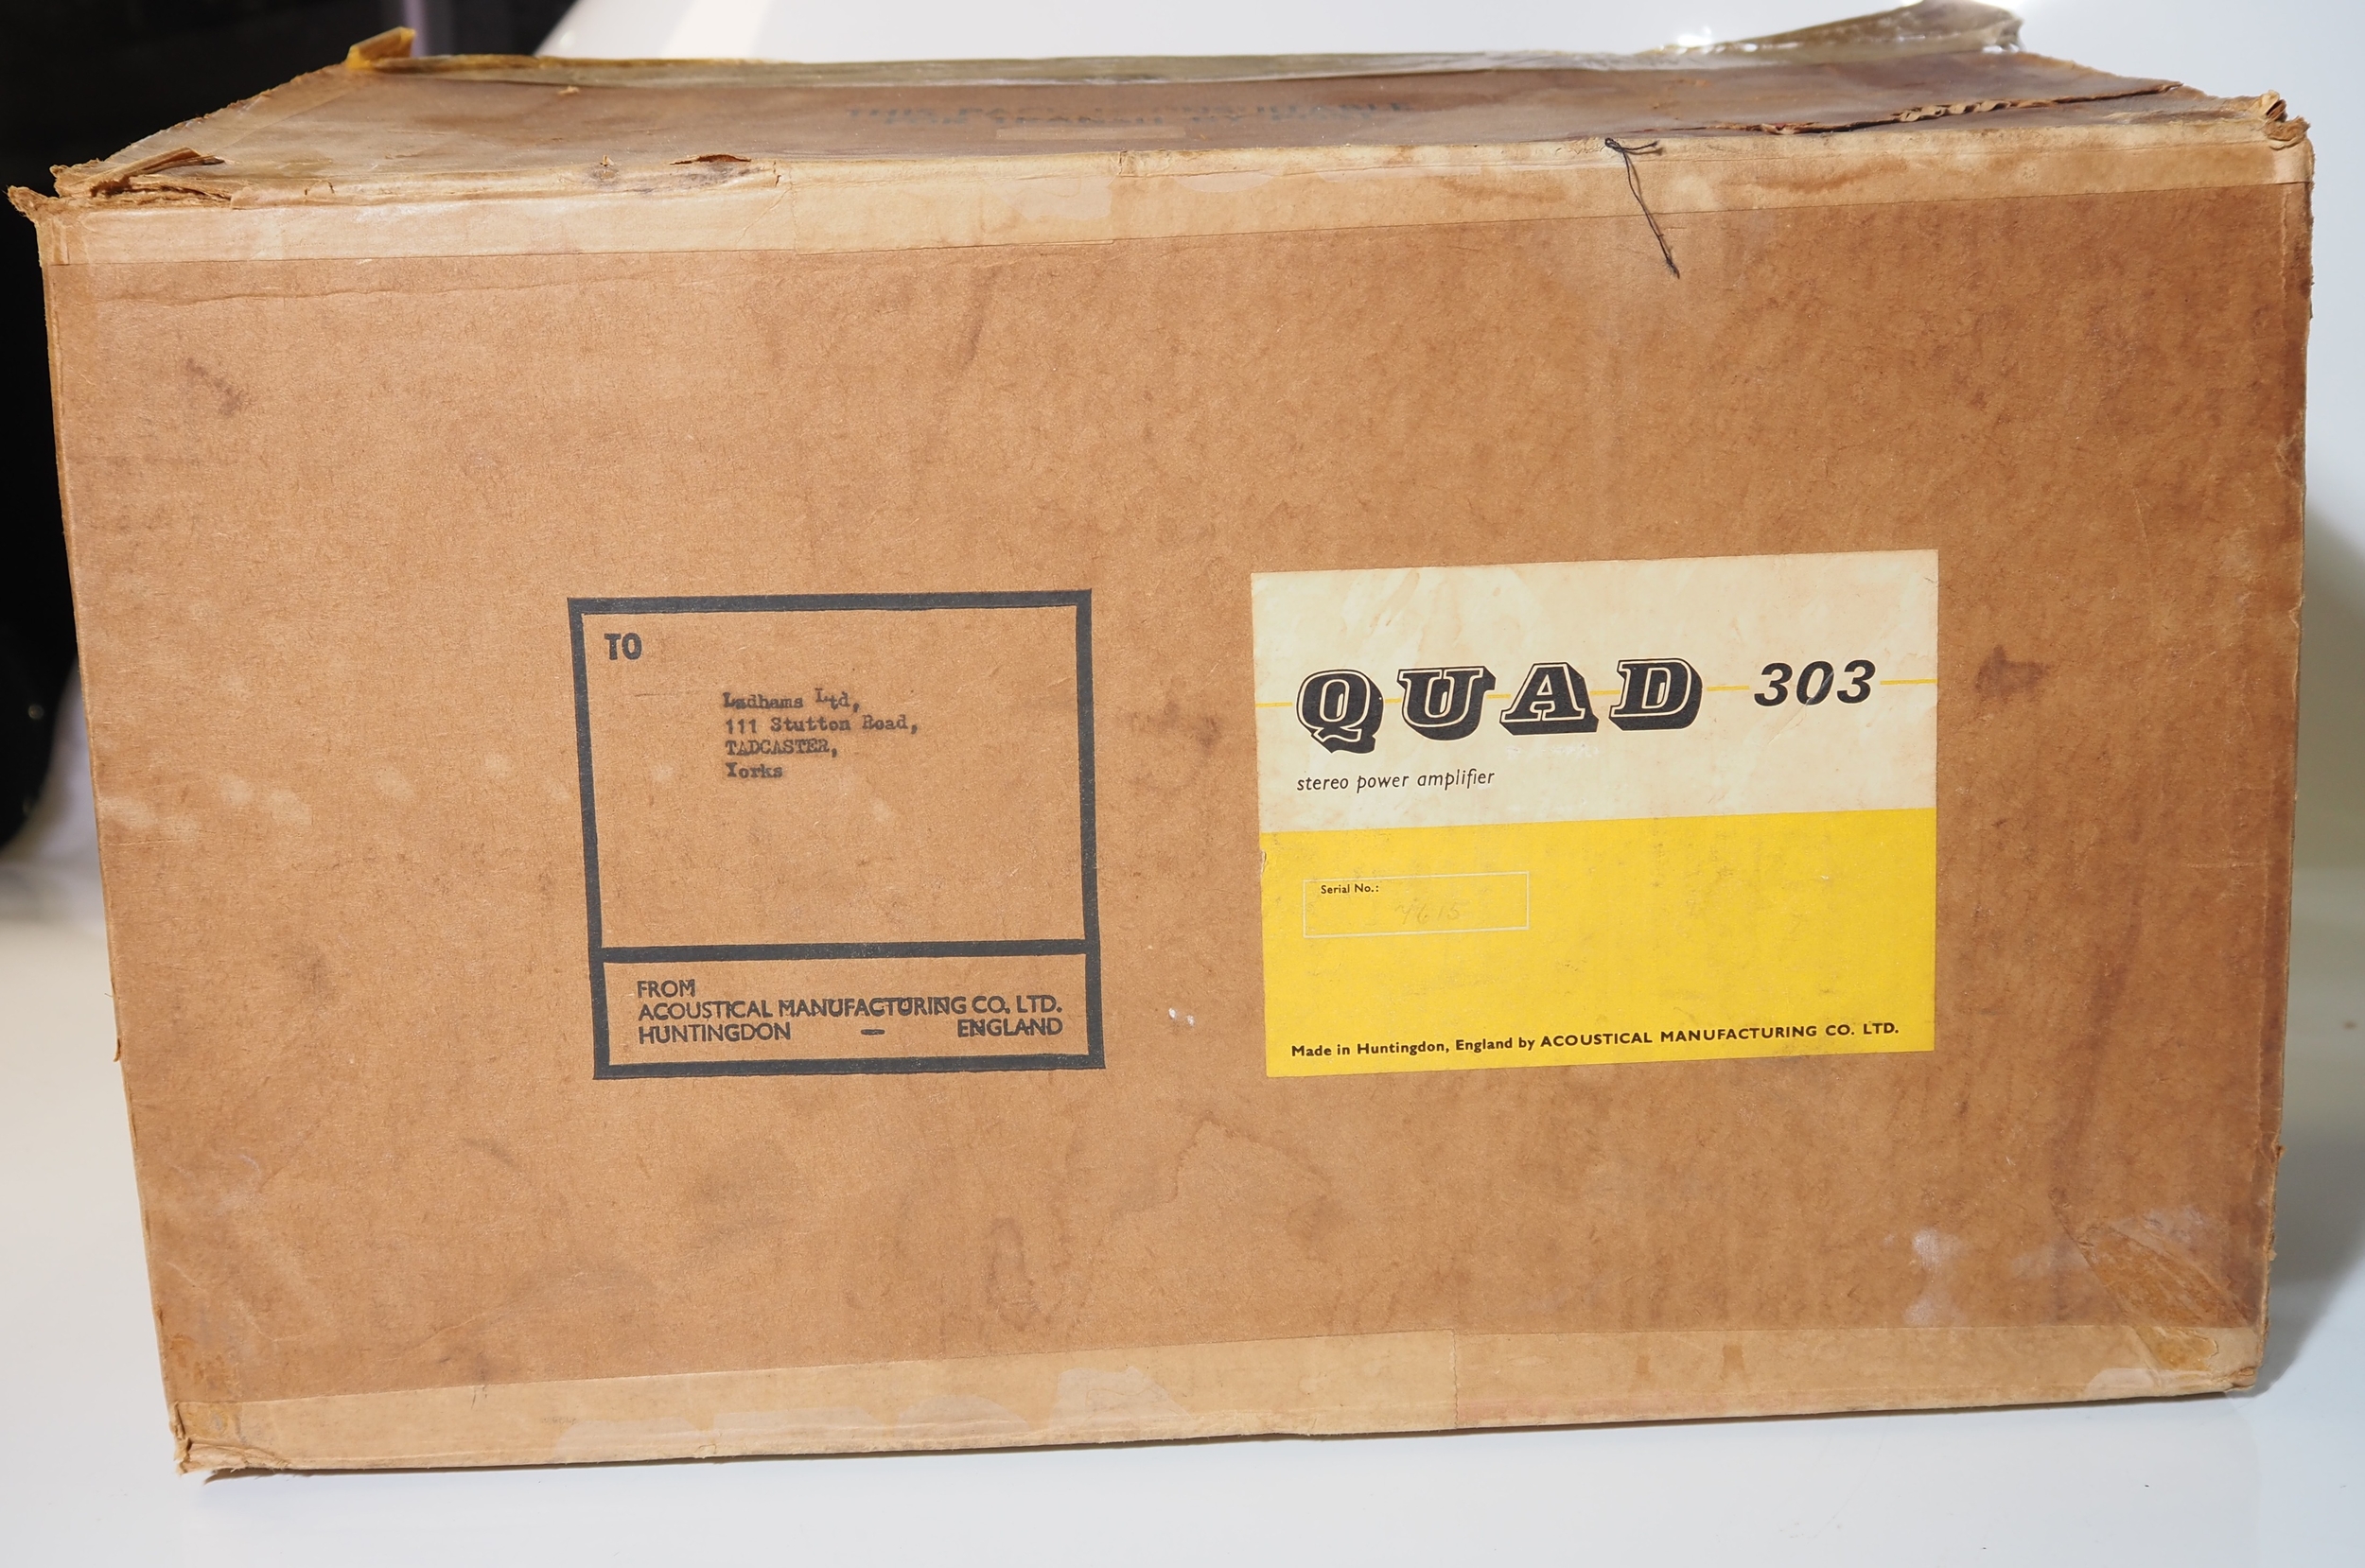 TO
Ladhams Ltd,
111 Stutton Road,
TADCASTER,
Yorks
FROM
ACOUSTICAL MANUFACTURING CO. LTD.
HUNTINGDON — ENGLAND
QUAD 303
stereo power amplifier
Serial No.:
Made in Huntingdon, England by ACOUSTICAL MANUFACTURING CO. LTD.